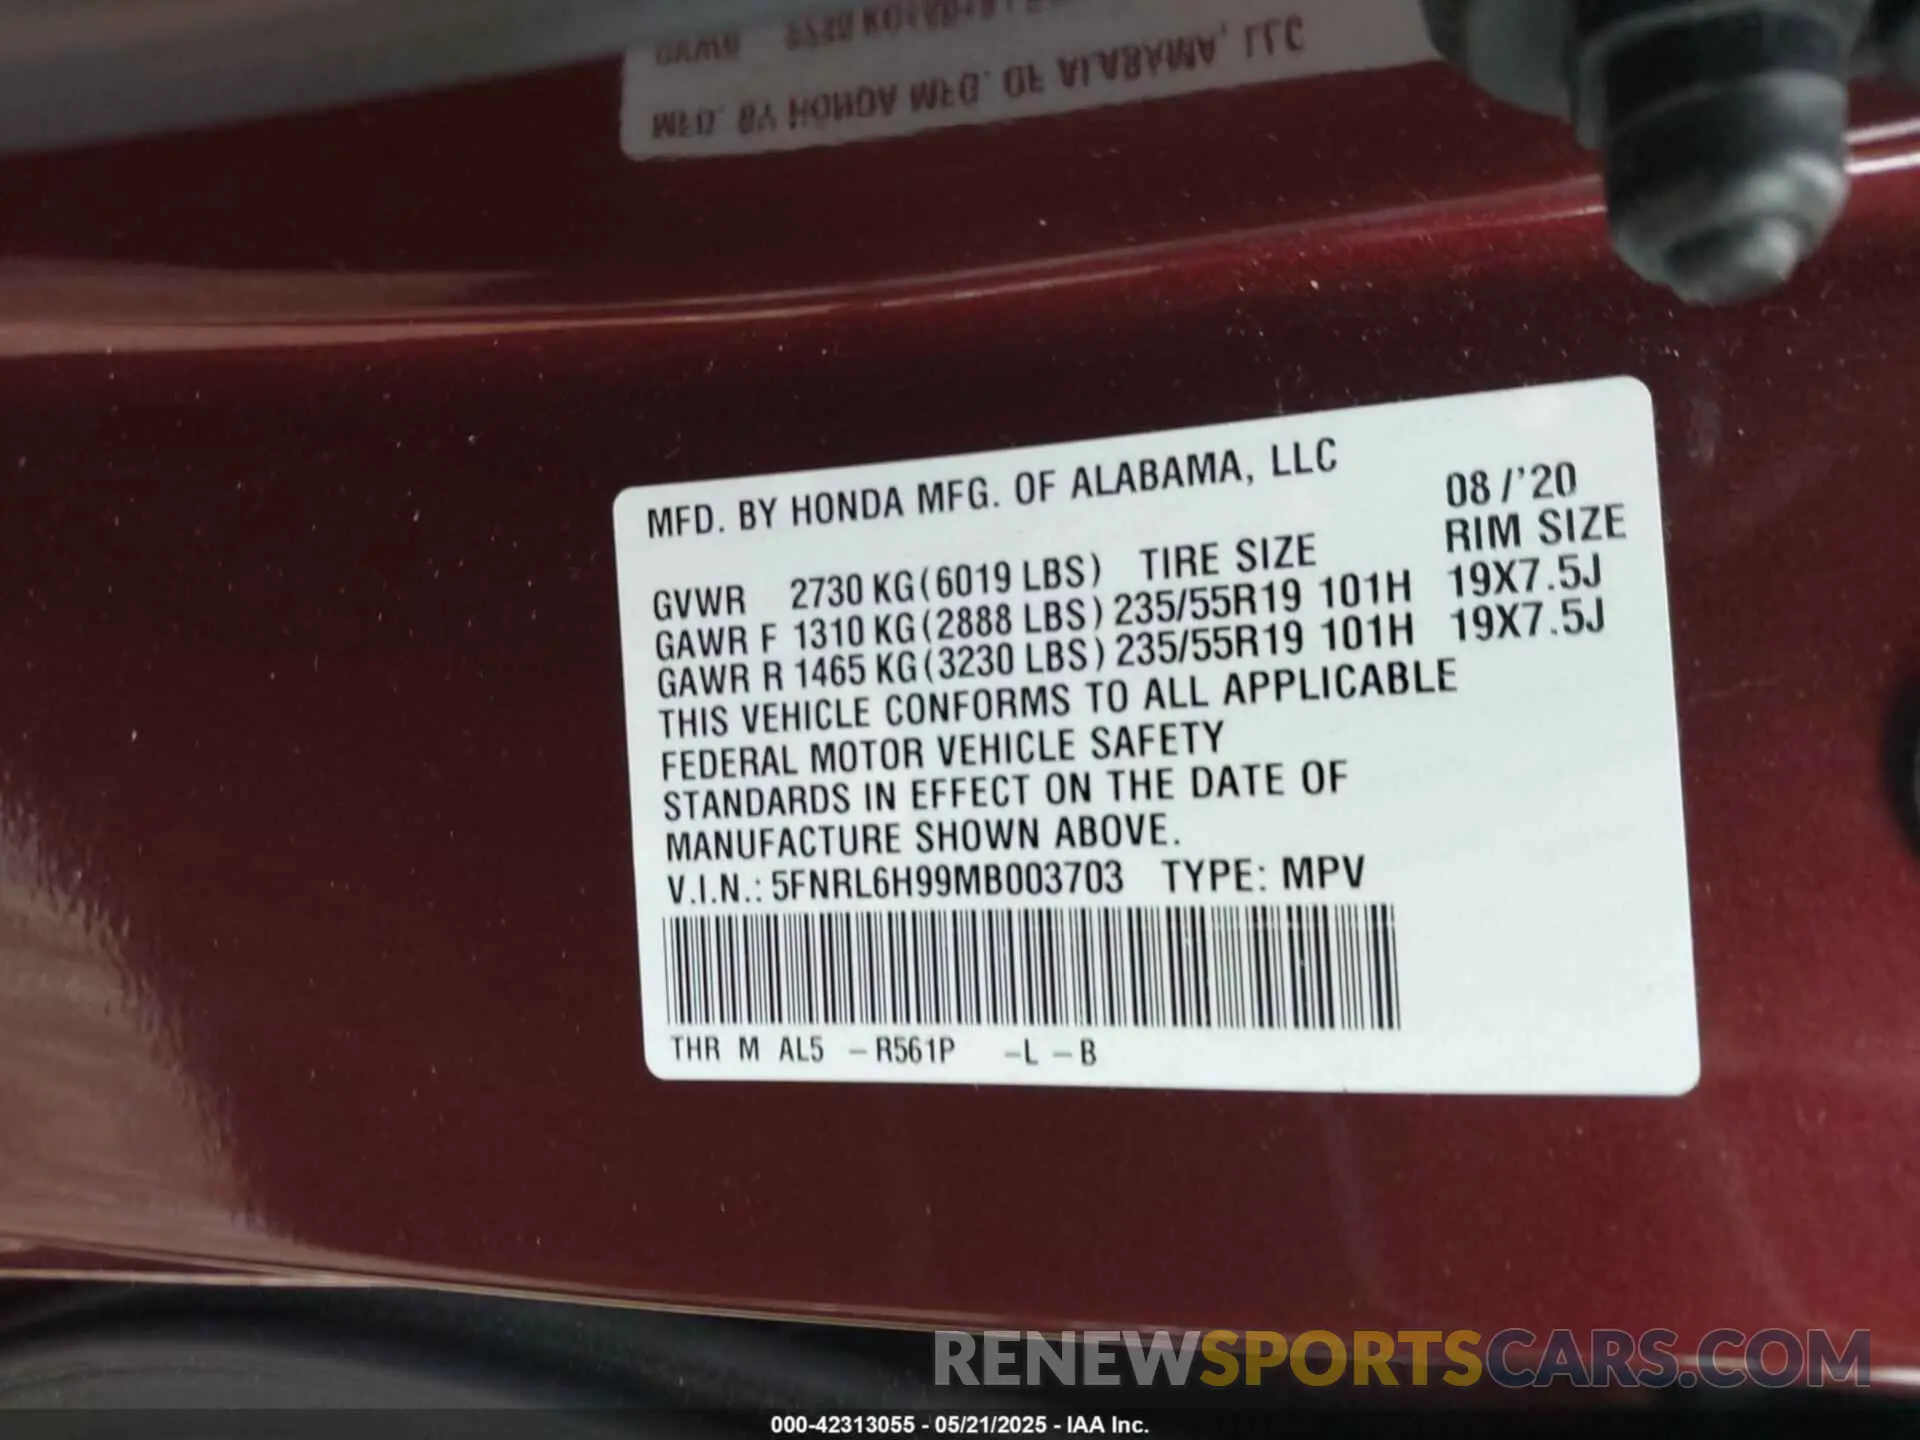 MFD. BY HONDA MFG. OF ALABAMA, LLC
GVWR 2730 KG(6019
MFD. BY HONDA MFG. OF ALABAMA, LLC 08/'20
GVWR 2730 KG(6019 LBS) TIRE SIZE RIM SIZE
GAWR F 1310 KG(2888 LBS) 235/55R19 101H 19X7.5J
GAWR R 1465 KG(3230 LBS) 235/55R19 101H 19X7.5J
THIS VEHICLE CONFORMS TO ALL APPLICABLE
FEDERAL MOTOR VEHICLE SAFETY
STANDARDS IN EFFECT ON THE DATE OF
MANUFACTURE SHOWN ABOVE.
V.I.N.: 5FNRL6H99MB003703 TYPE: MPV
THR M AL5 -R561P -L -B
RENEWSPORTSCARS.COM
000-42313055 - 05/21/2025 - IAA Inc.